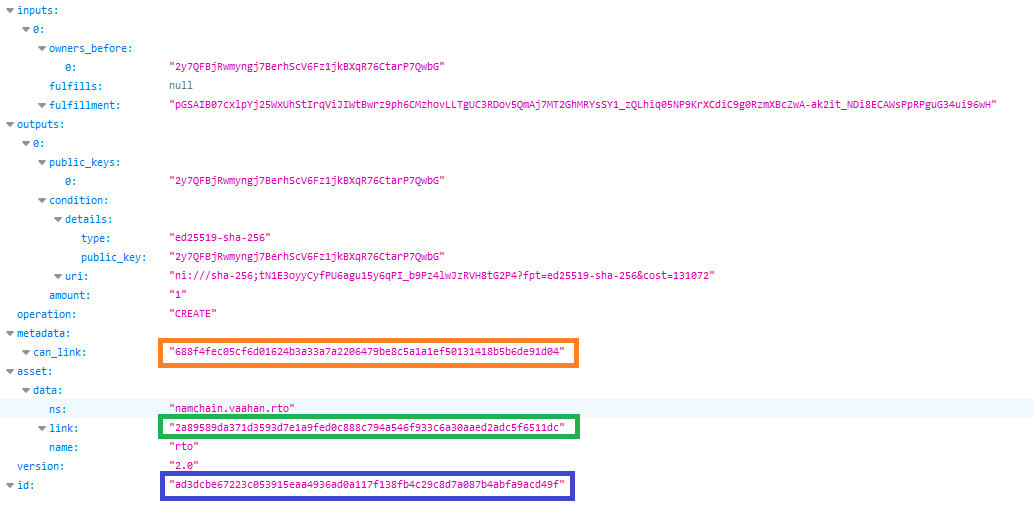 inputs:
0:
owners_before:
0: "2y7QFBjRwmyngj7BerhScV6Fz1jkBXqR76CtarP7QwbG"
fulfills: null
fulfillment: "pGSAIB07cxlpYj25WxUhStIrqViJIWtBwrz9ph6CMzhovLLTgUC3RDov5QmAj7MT2GhMRYsSY1_zQLhiq05NP9KrXCdiC9g0RzmXBcZwA-ak2it_NDi8ECAWsPpRPguG34ui96wH"
outputs:
0:
public_keys:
0: "2y7QFBjRwmyngj7BerhScV6Fz1jkBXqR76CtarP7QwbG"
condition:
details:
type: "ed25519-sha-256"
public_key: "2y7QFBjRwmyngj7BerhScV6Fz1jkBXqR76CtarP7QwbG"
uri: "ni:///sha-256;tN1E3oyyCyfPU6agu15y6qPI_b9Pz4lwJzRVH8tG2P4?fpt=ed25519-sha-256&cost=131072"
amount: "1"
operation: "CREATE"
metadata:
can_link: "688f4fec05cf6d01624b3a33a7a2206479be8c5a1a1ef50131418b5b6de91d04"
asset:
data:
ns: "namchain.vaahan.rto"
link: "2a89589da371d3593d7e1a9fed0c888c794a546f933c6a30aaed2adc5f6511dc"
name: "rto"
version: "2.0"
id: "ad3dcbe67223c053915eaa4936ad0a117f138fb4c29c8d7a087b4abfa9acd49f"